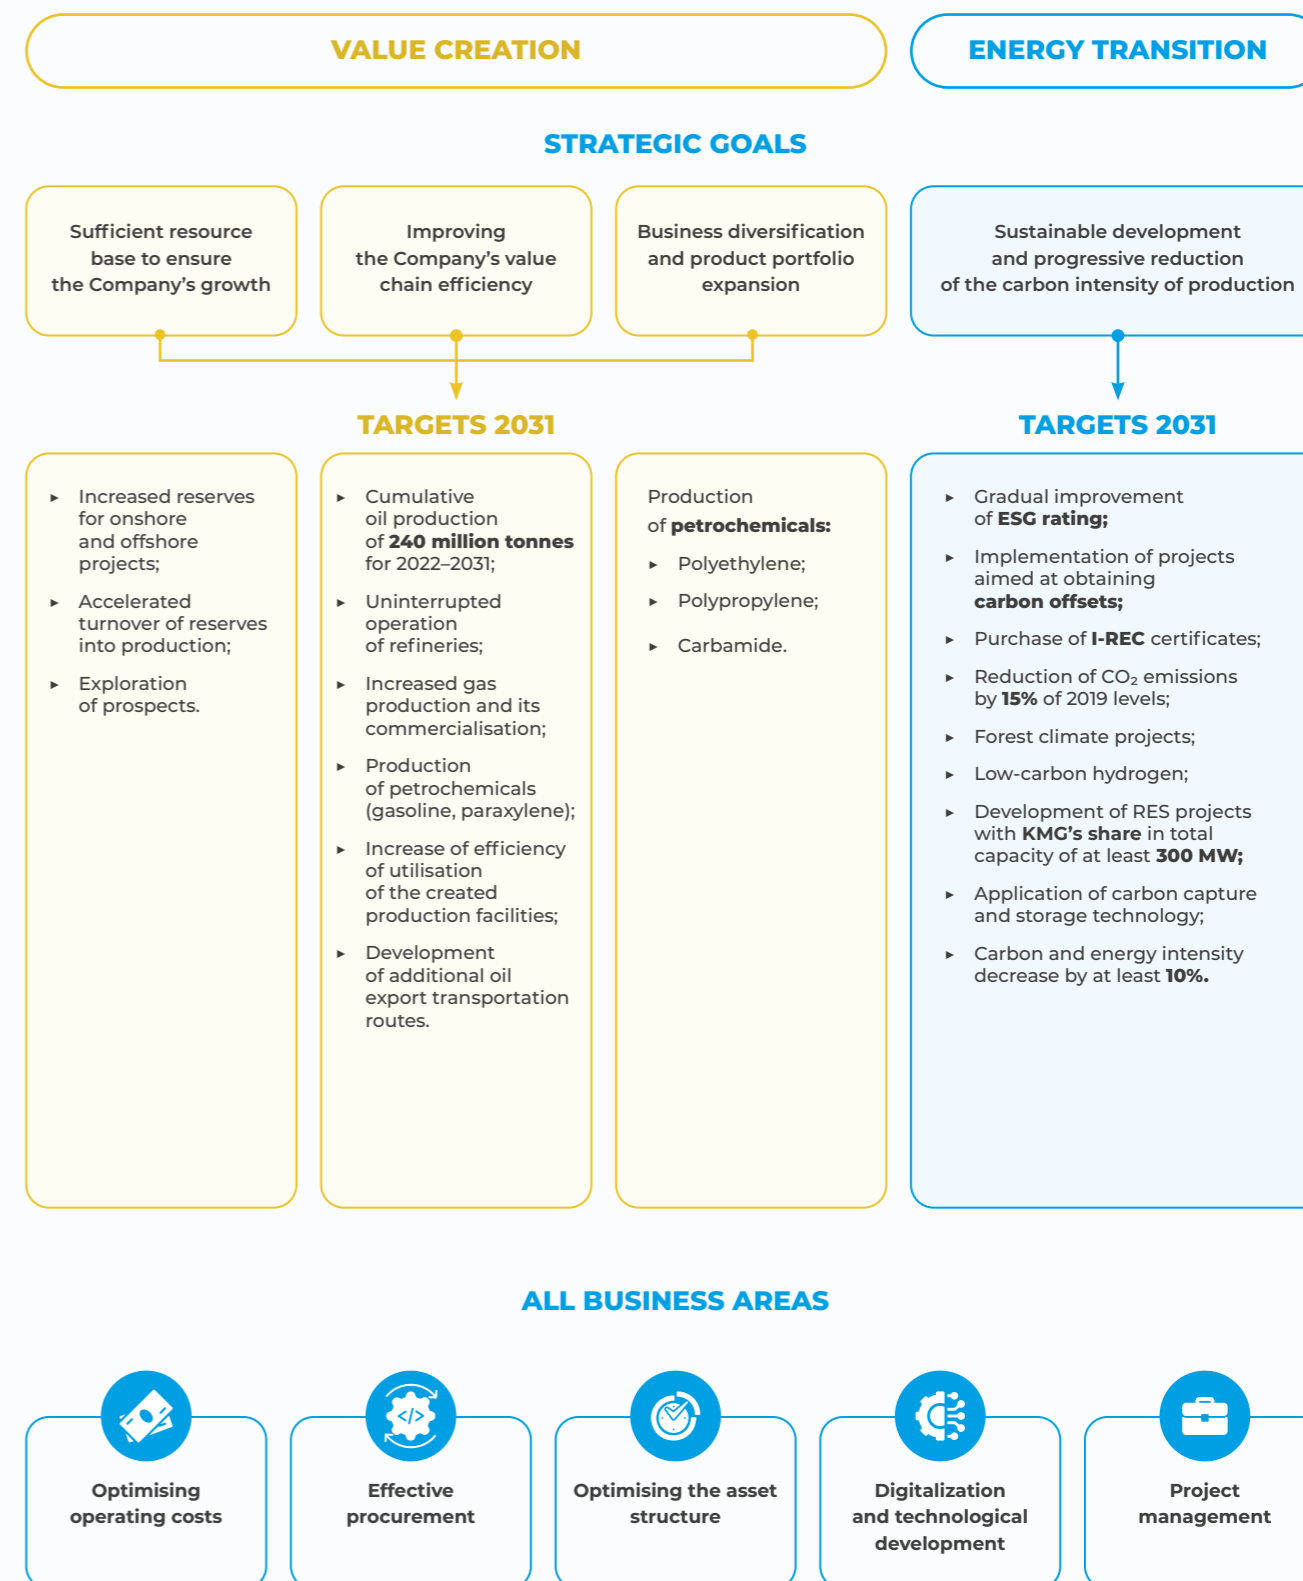 VALUE CREATION
ENERGY TRANSITION
STRATEGIC GOALS
Sufficient resource
base to ensure
the Company's growth
Improving
the Company's value
chain efficiency
Business diversification
and product portfolio
expansion
Sustainable development
and progressive reduction
of the carbon intensity of production
TARGETS 2031
► Increased reserves
for onshore
and offshore
projects;
► Accelerated
turnover of reserves
into production;
► Exploration
of prospects.
► Cumulative
oil production
of 240 million tonnes
for 2022–2031;
► Uninterrupted
operation
of refineries;
► Increased gas
production and its
commercialisation;
► Production
of petrochemicals
(gasoline, paraxylene);
► Increase of efficiency
of utilisation
of the created
production facilities;
► Development
of additional oil
export transportation
routes.
Production
of petrochemicals:
► Polyethylene;
► Polypropylene;
► Carbamide.
TARGETS 2031
► Gradual improvement
of ESG rating;
► Implementation of projects
aimed at obtaining
carbon offsets;
► Purchase of I-REC certificates;
► Reduction of CO₂ emissions
by 15% of 2019 levels;
► Forest climate projects;
► Low-carbon hydrogen;
► Development of RES projects
with KMG's share in total
capacity of at least 300 MW;
► Application of carbon capture
and storage technology;
► Carbon and energy intensity
decrease by at least 10%.
ALL BUSINESS AREAS
</>
Optimising
operating costs
Effective
procurement
Optimising the asset
structure
Digitalization
and technological
development
Project
management